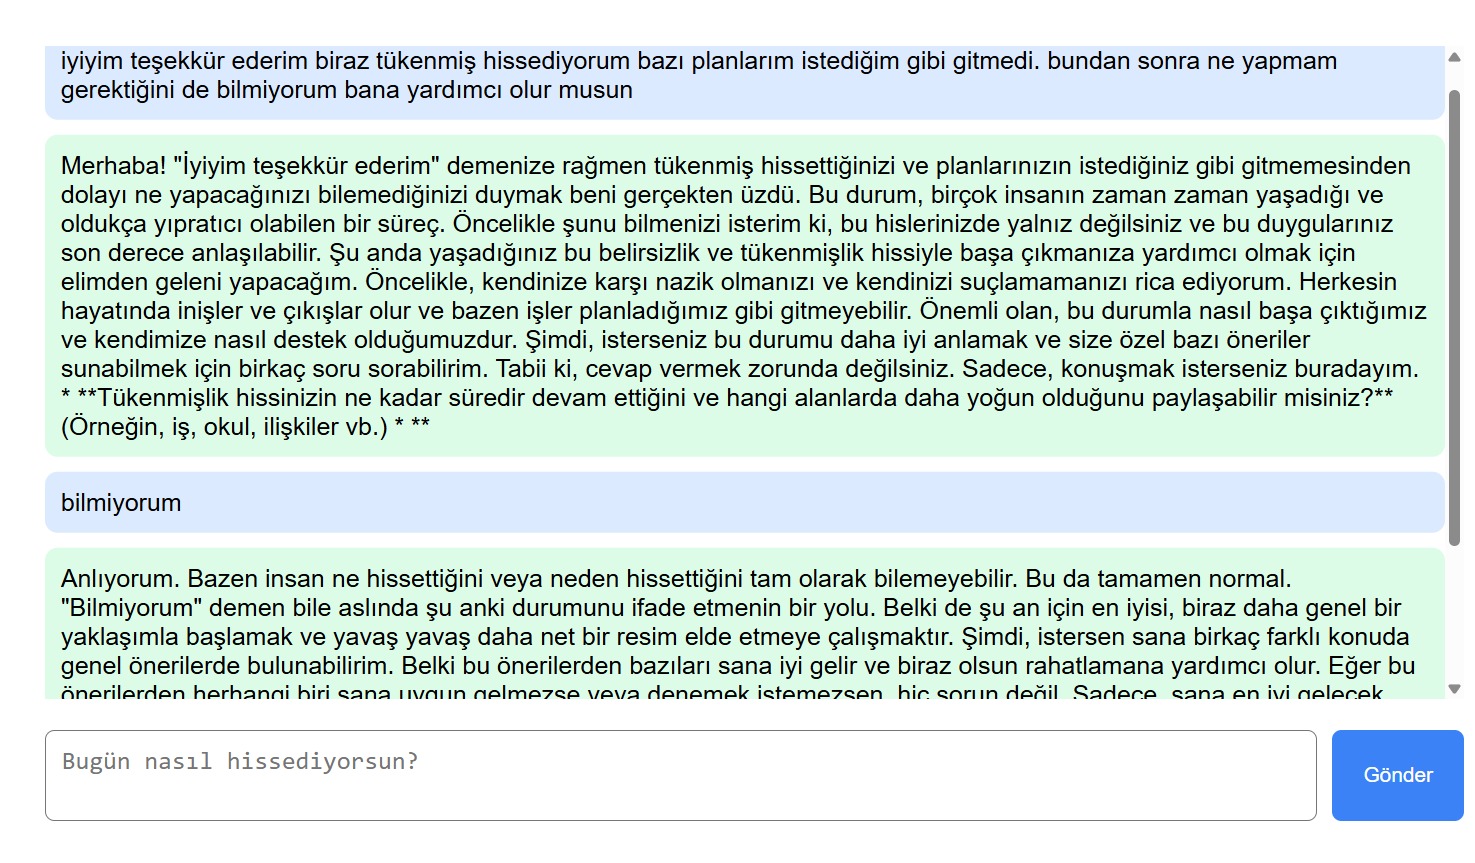 iyiyim teşekkür ederim biraz tükenmiş hissediyorum bazı planlarım istediğim gibi gitmedi. bundan sonra ne yapmam
gerektiğini de bilmiyorum bana yardımcı olur musun
Merhaba! "İyiyim teşekkür ederim" demenize rağmen tükenmiş hissettiğinizi ve planlarınızın istediğiniz gibi gitmemesinden
dolayı ne yapacağınızı bilemediğinizi duymak beni gerçekten üzdü. Bu durum, birçok insanın zaman zaman yaşadığı ve
oldukça yıpratıcı olabilen bir süreç. Öncelikle şunu bilmenizi isterim ki, bu hislerinizde yalnız değilsiniz ve bu duygularınız
son derece anlaşılabilir. Şu anda yaşadığınız bu belirsizlik ve tükenmişlik hissiyle başa çıkmanıza yardımcı olmak için
elimden geleni yapacağım. Öncelikle, kendinize karşı nazik olmanızı ve kendinizi suçlamamanızı rica ediyorum. Herkesin
hayatında inişler ve çıkışlar olur ve bazen işler planladığımız gibi gitmeyebilir. Önemli olan, bu durumla nasıl başa çıktığımız
ve kendimize nasıl destek olduğumuzdur. Şimdi, isterseniz bu durumu daha iyi anlamak ve size özel bazı öneriler
sunabilmek için birkaç soru sorabilirim. Tabii ki, cevap vermek zorunda değilsiniz. Sadece, konuşmak isterseniz buradayım.
* **Tükenmişlik hissinizin ne kadar süredir devam ettiğini ve hangi alanlarda daha yoğun olduğunu paylaşabilir misiniz?**
(Örneğin, iş, okul, ilişkiler vb.) * **
bilmiyorum
Anlıyorum. Bazen insan ne hissettiğini veya neden hissettiğini tam olarak bilemeyebilir. Bu da tamamen normal.
"Bilmiyorum" demen bile aslında şu anki durumunu ifade etmenin bir yolu. Belki de şu an için en iyisi, biraz daha genel bir
yaklaşımla başlamak ve yavaş yavaş daha net bir resim elde etmeye çalışmaktır. Şimdi, istersen sana birkaç farklı konuda
genel önerilerde bulunabilirim. Belki bu önerilerden bazıları sana iyi gelir ve biraz olsun rahatlamana yardımcı olur. Eğer bu
önerilerden herhangi biri sana uygun gelmezse veya denemek istemezsen, hiç sorun değil. Sadece, sana en iyi gelecek
Bugün nasıl hissediyorsun?
Gönder